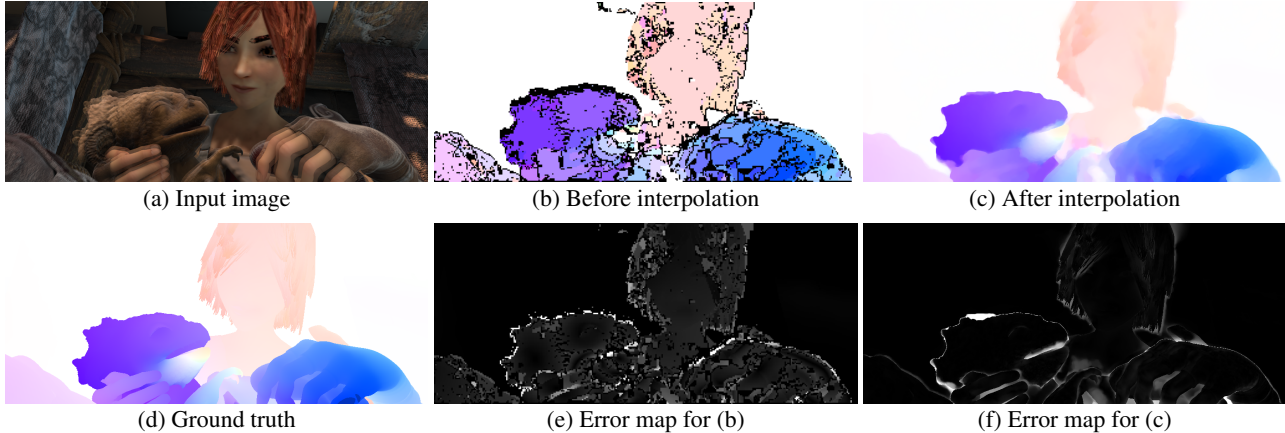 (a) Input image
(b) Before interpolation
(c) After interpolation
(d) Ground truth
(e) Error map for (b)
(f) Error map for (c)